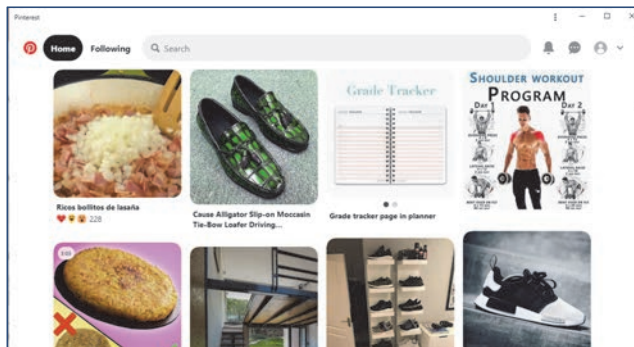 Pinterest
Home Following Search
Grade Tracker
SHOULDER WORKOUT
PROGRAM
DAY 1 DAY 2
Ricos bollitos de lasaña
228
Cause Alligator Slip-on Moccasin
Tie-Bow Loafer Driving...
Grade tracker page in planner